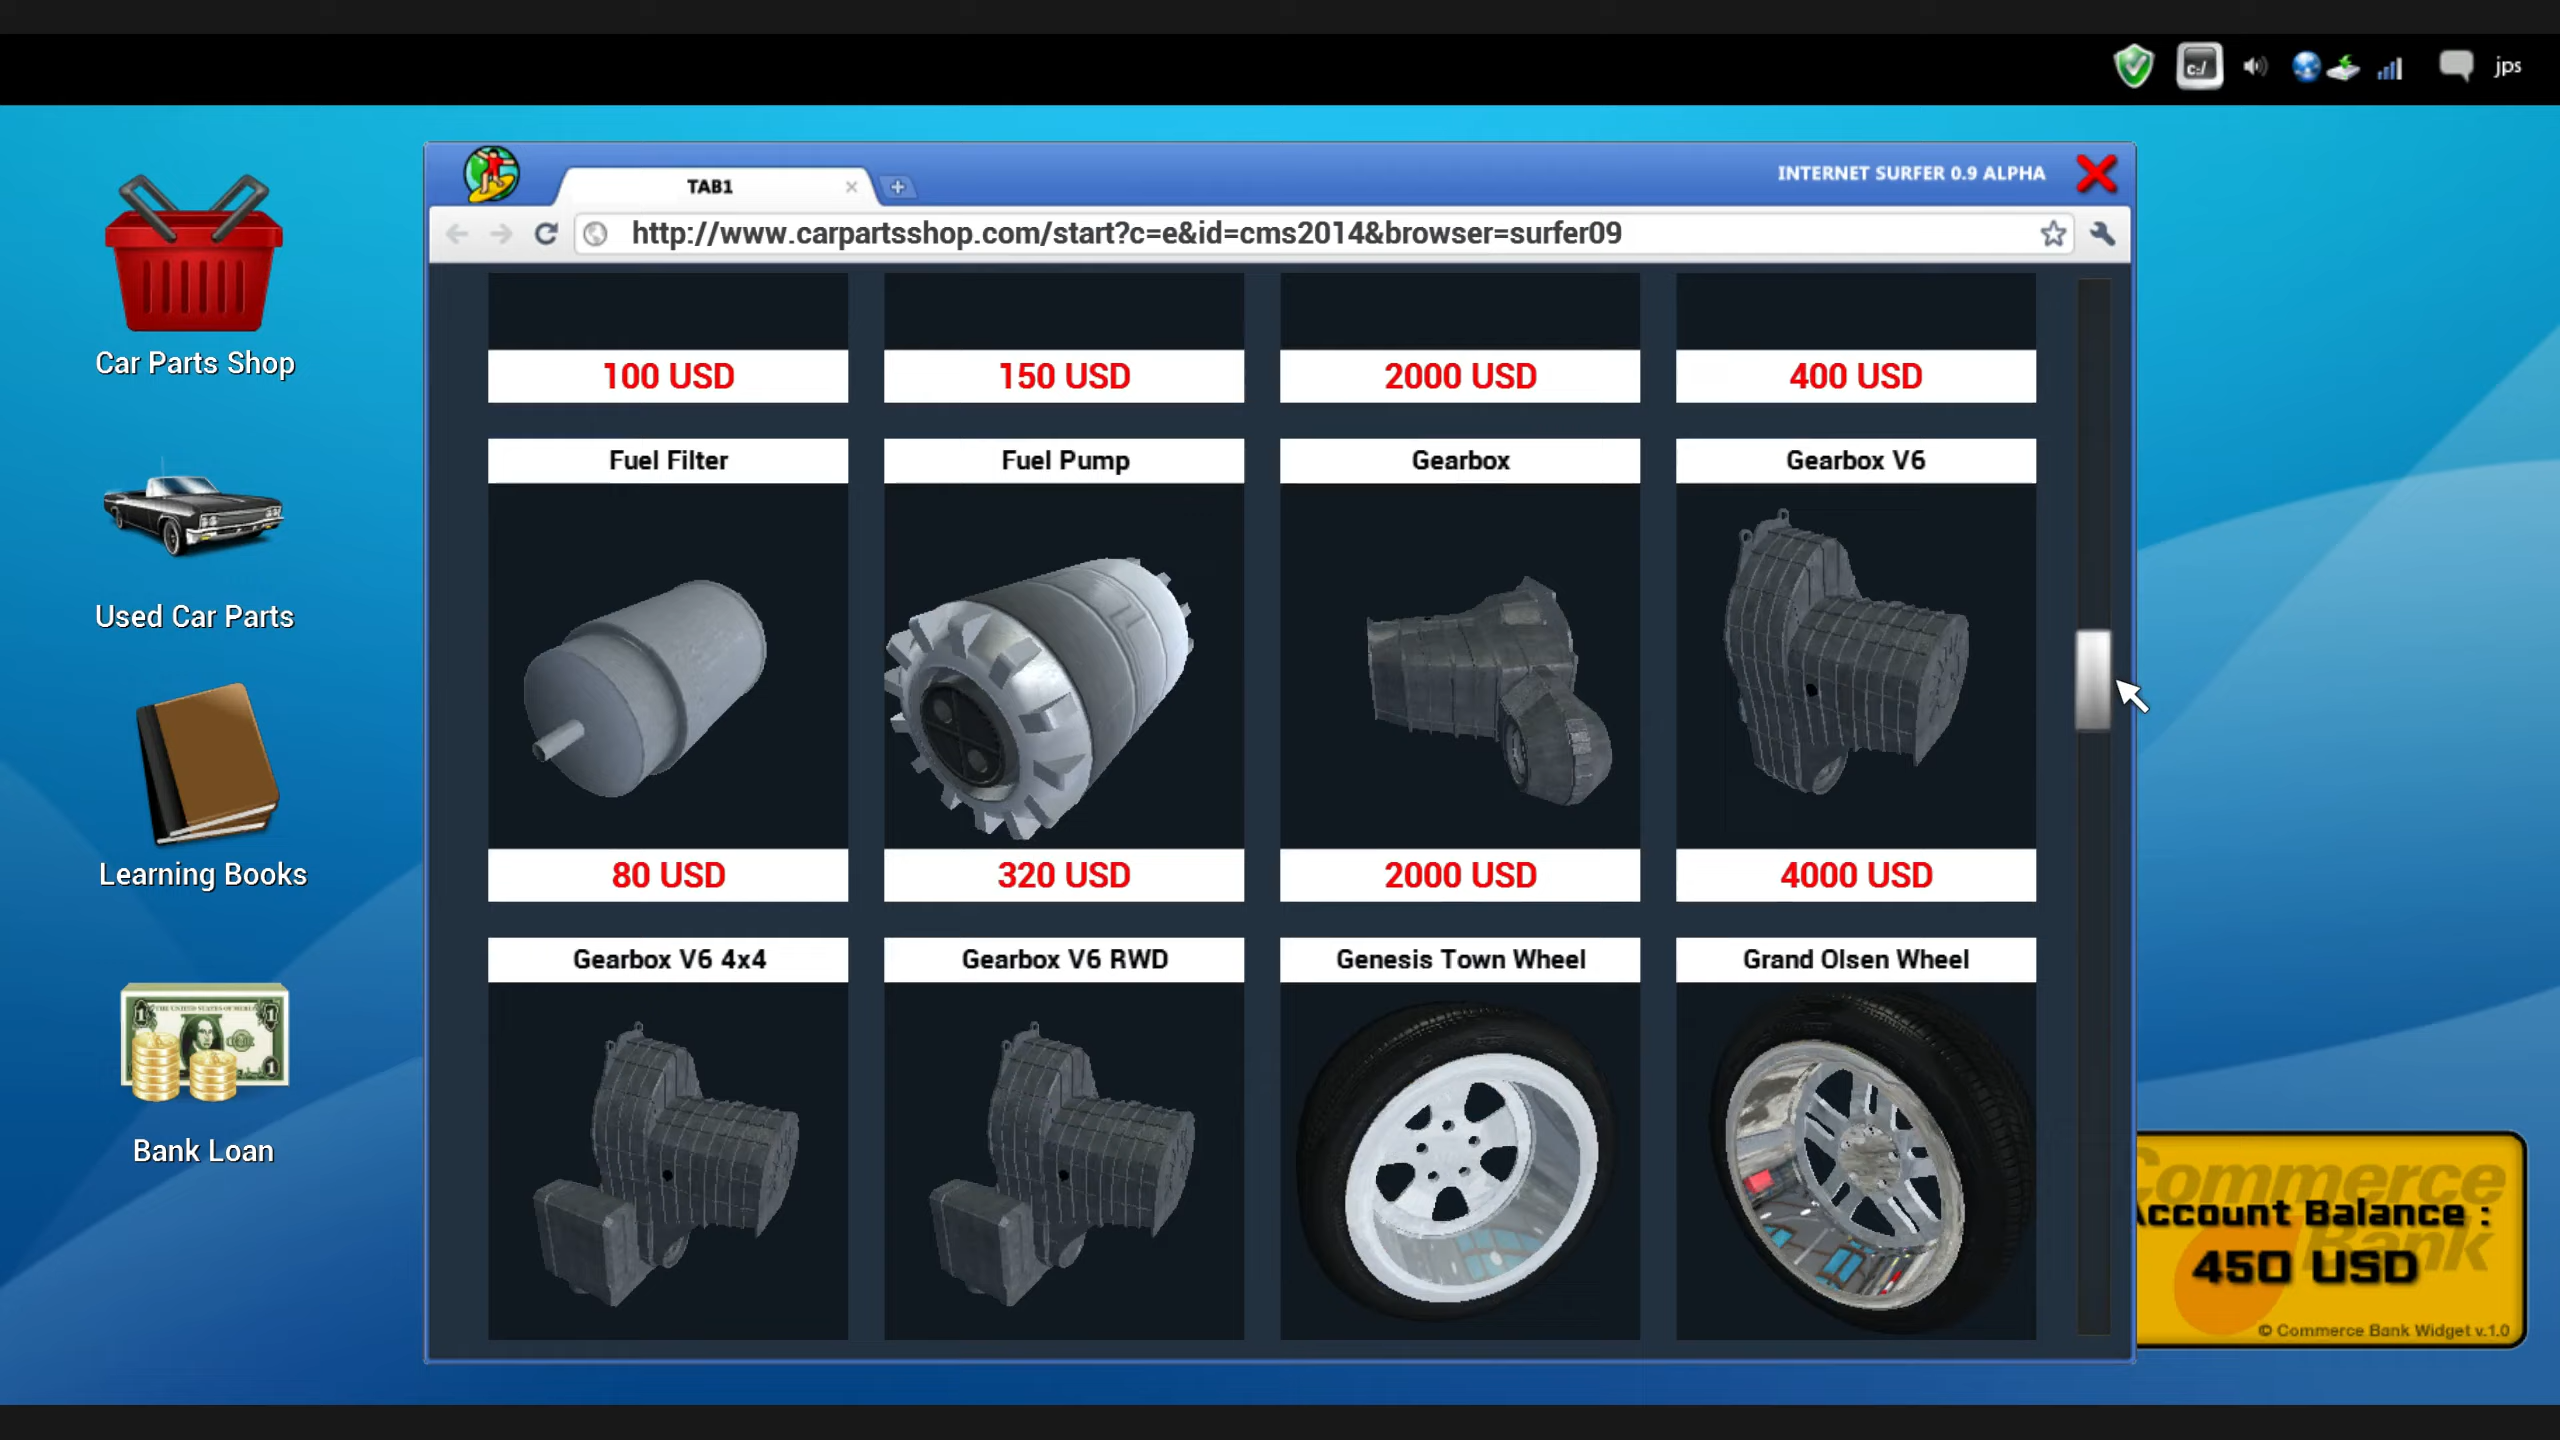 jps
TAB1
INTERNET SURFER 0.9 ALPHA
http://www.carpartsshop.com/start?c=e&id=cms2014&browser=surfer09
Car Parts Shop
Used Car Parts
Learning Books
Bank Loan
100 USD
150 USD
2000 USD
400 USD
Fuel Filter
Fuel Pump
Gearbox
Gearbox V6
80 USD
320 USD
2000 USD
4000 USD
Gearbox V6 4x4
Gearbox V6 RWD
Genesis Town Wheel
Grand Olsen Wheel
Commerce
Bank
Account Balance :
450 USD
© Commerce Bank Widget v.1.0